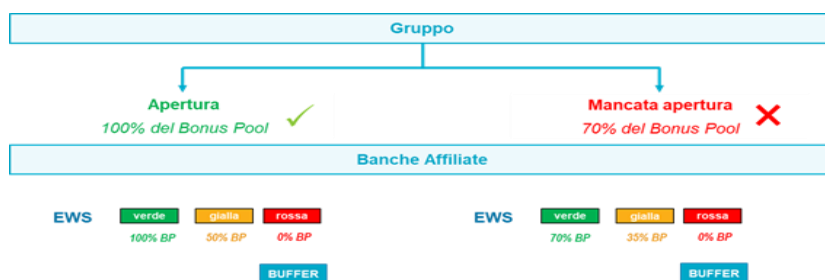 Gruppo
Apertura
100% del Bonus Pool
Mancata apertura
70% del Bonus Pool
Banche Affiliate
EWS verde gialla rossa
100% BP 50% BP 0% BP
BUFFER
EWS verde gialla rossa
70% BP 35% BP 0% BP
BUFFER